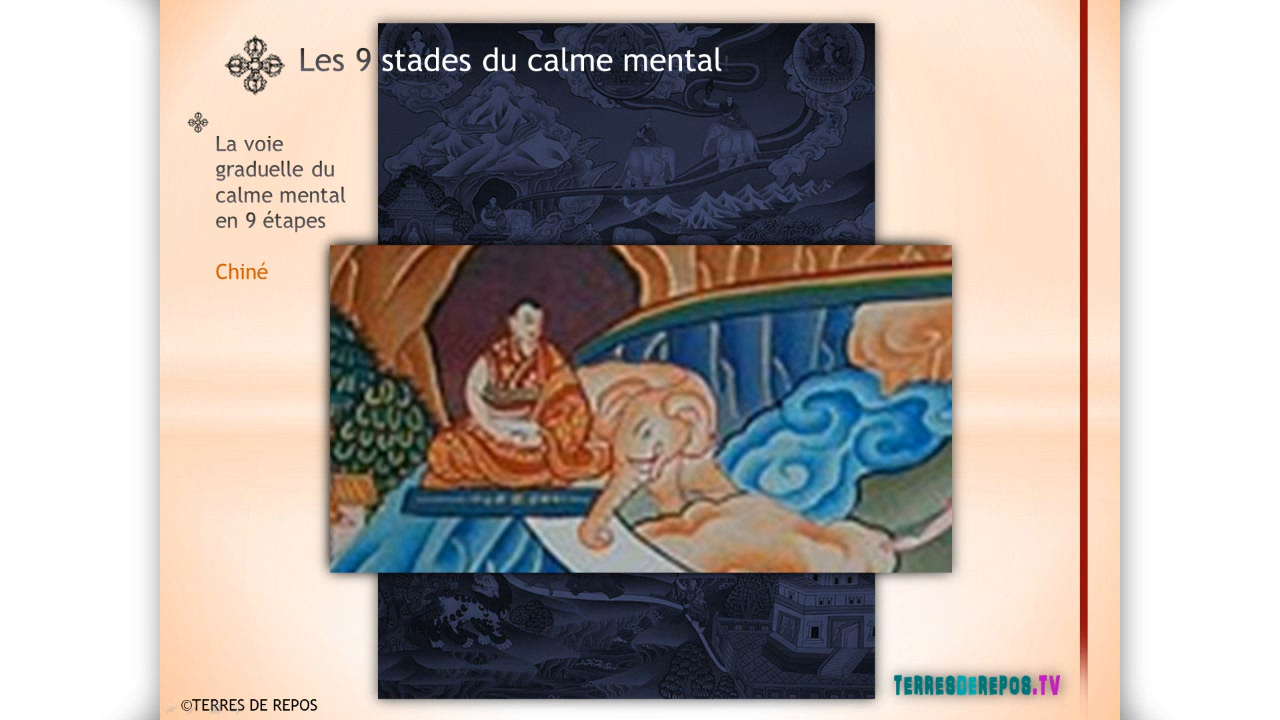 Les 9 stades du calme mental
La voie
graduelle du
calme mental
en 9 étapes
Chiné
TERRESDEREPOS.TV
©TERRES DE REPOS